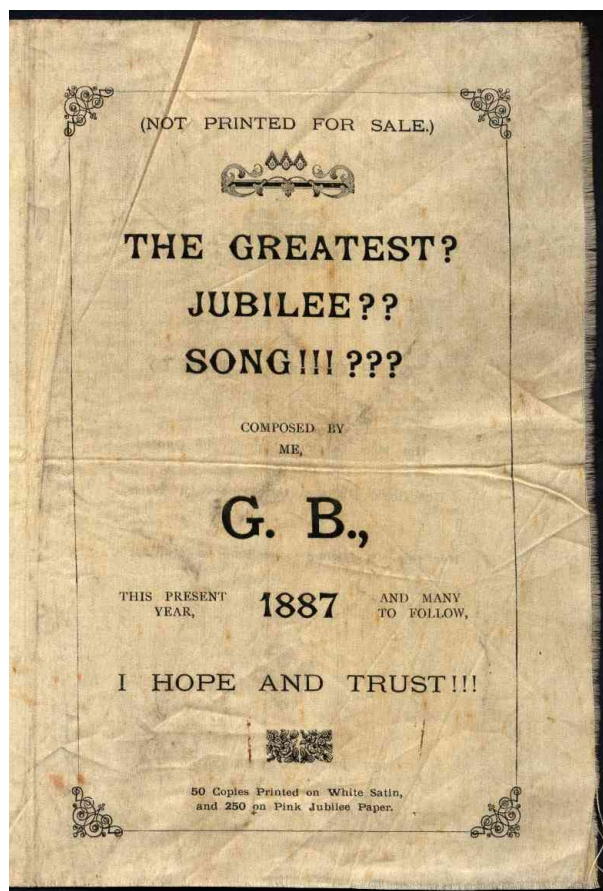 (NOT PRINTED FOR SALE.)
THE GREATEST?
JUBILEE??
SONG!!! ???
COMPOSED BY
ME,
G. B.,
THIS PRESENT YEAR, 1887 AND MANY TO FOLLOW,
I HOPE AND TRUST!!!
50 Copies Printed on White Satin,
and 250 on Pink Jubilee Paper.